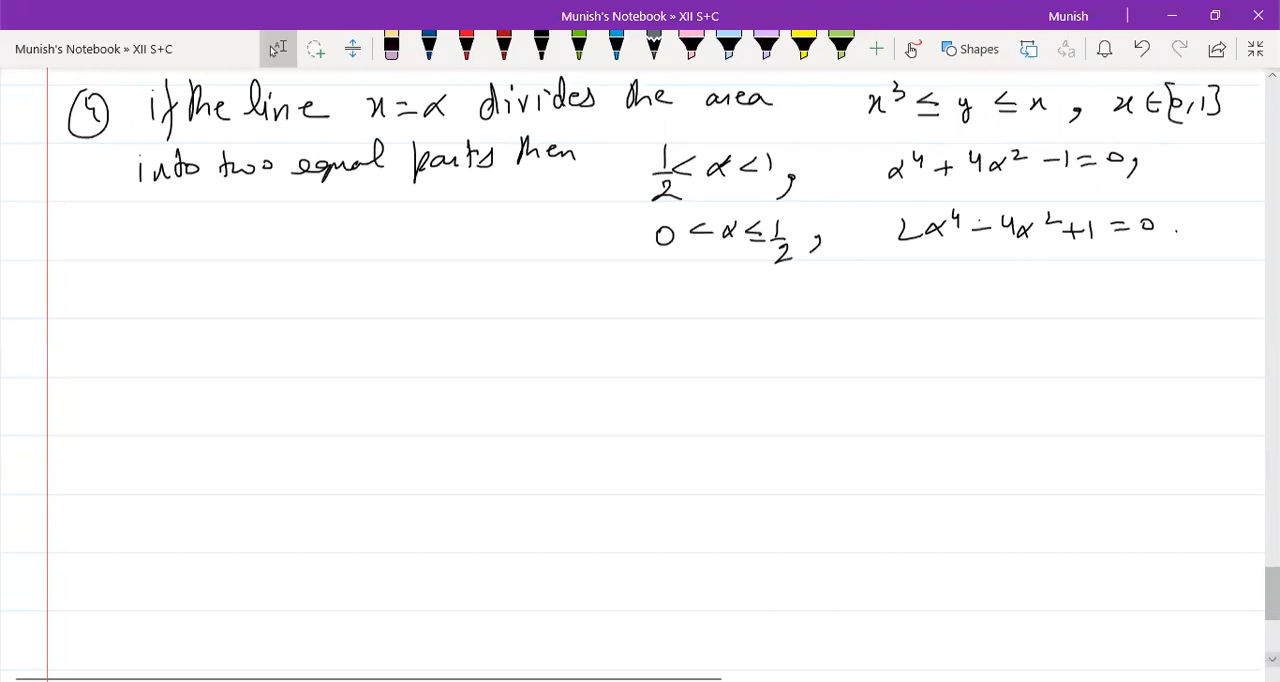 Munish's Notebook » XII S+C
Munish
Munish's Notebook » XII S+C
Shapes
④ if the line x = α divides the area x³ ≤ y ≤ x , x ∈ [0,1]
into two equal parts then 1/2 < α < 1, α⁴ + 4α² - 1 = 0,
0 < α ≤ 1/2, 2α⁴ - 4α² + 1 = 0 .